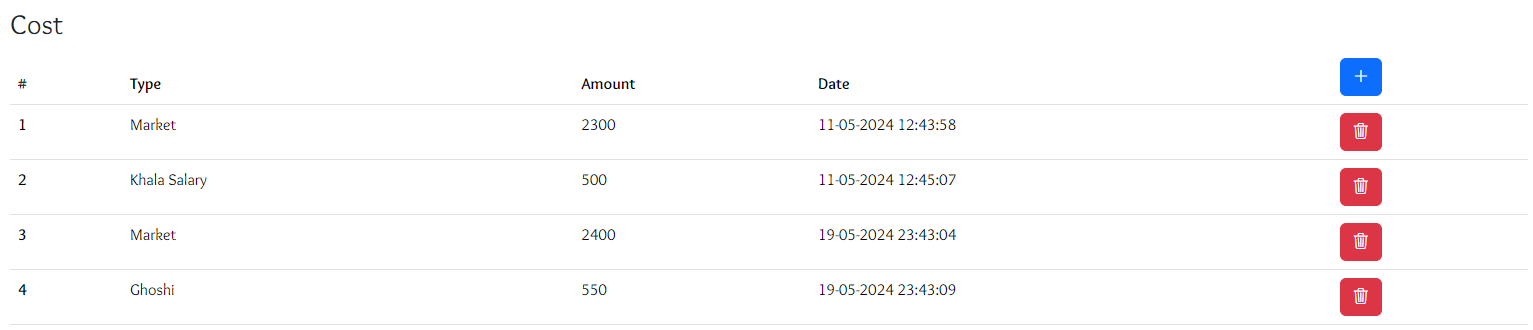 Cost
# Type Amount Date
1 Market 2300 11-05-2024 12:43:58
2 Khala Salary 500 11-05-2024 12:45:07
3 Market 2400 19-05-2024 23:43:04
4 Ghoshi 550 19-05-2024 23:43:09